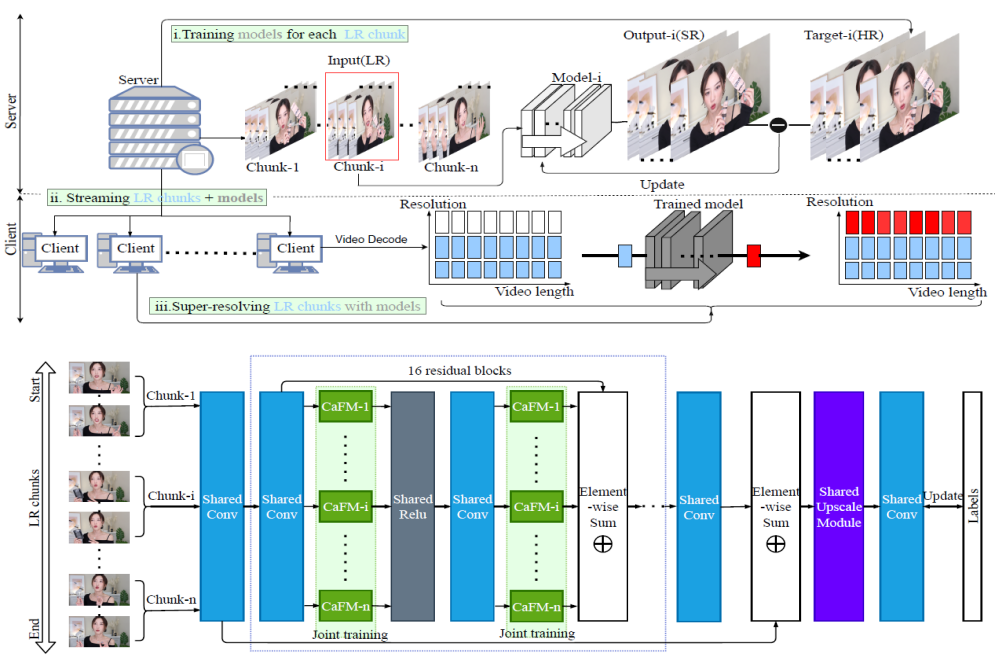 Server
i.Training models for each LR chunk
Server
Input(LR)
Chunk-1
Chunk-i
Chunk-n
Model-i
Output-i(SR)
Target-i(HR)
Update
Client
ii. Streaming LR chunks + models
Client
Client
Client
Video Decode
Resolution
Video length
Trained model
Resolution
Video length
iii.Super-resolving LR chunks with models
Start
LR chunks
End
Chunk-1
Chunk-i
Chunk-n
16 residual blocks
Shared
Conv
Shared
Conv
CaFM-1
CaFM-i
CaFM-n
Joint training
Shared
Relu
Shared
Conv
CaFM-1
CaFM-i
CaFM-n
Joint training
Element
-wise
Sum
Shared
Conv
Element
-wise
Sum
Shared
Upscale
Module
Shared
Conv
Update
Labels